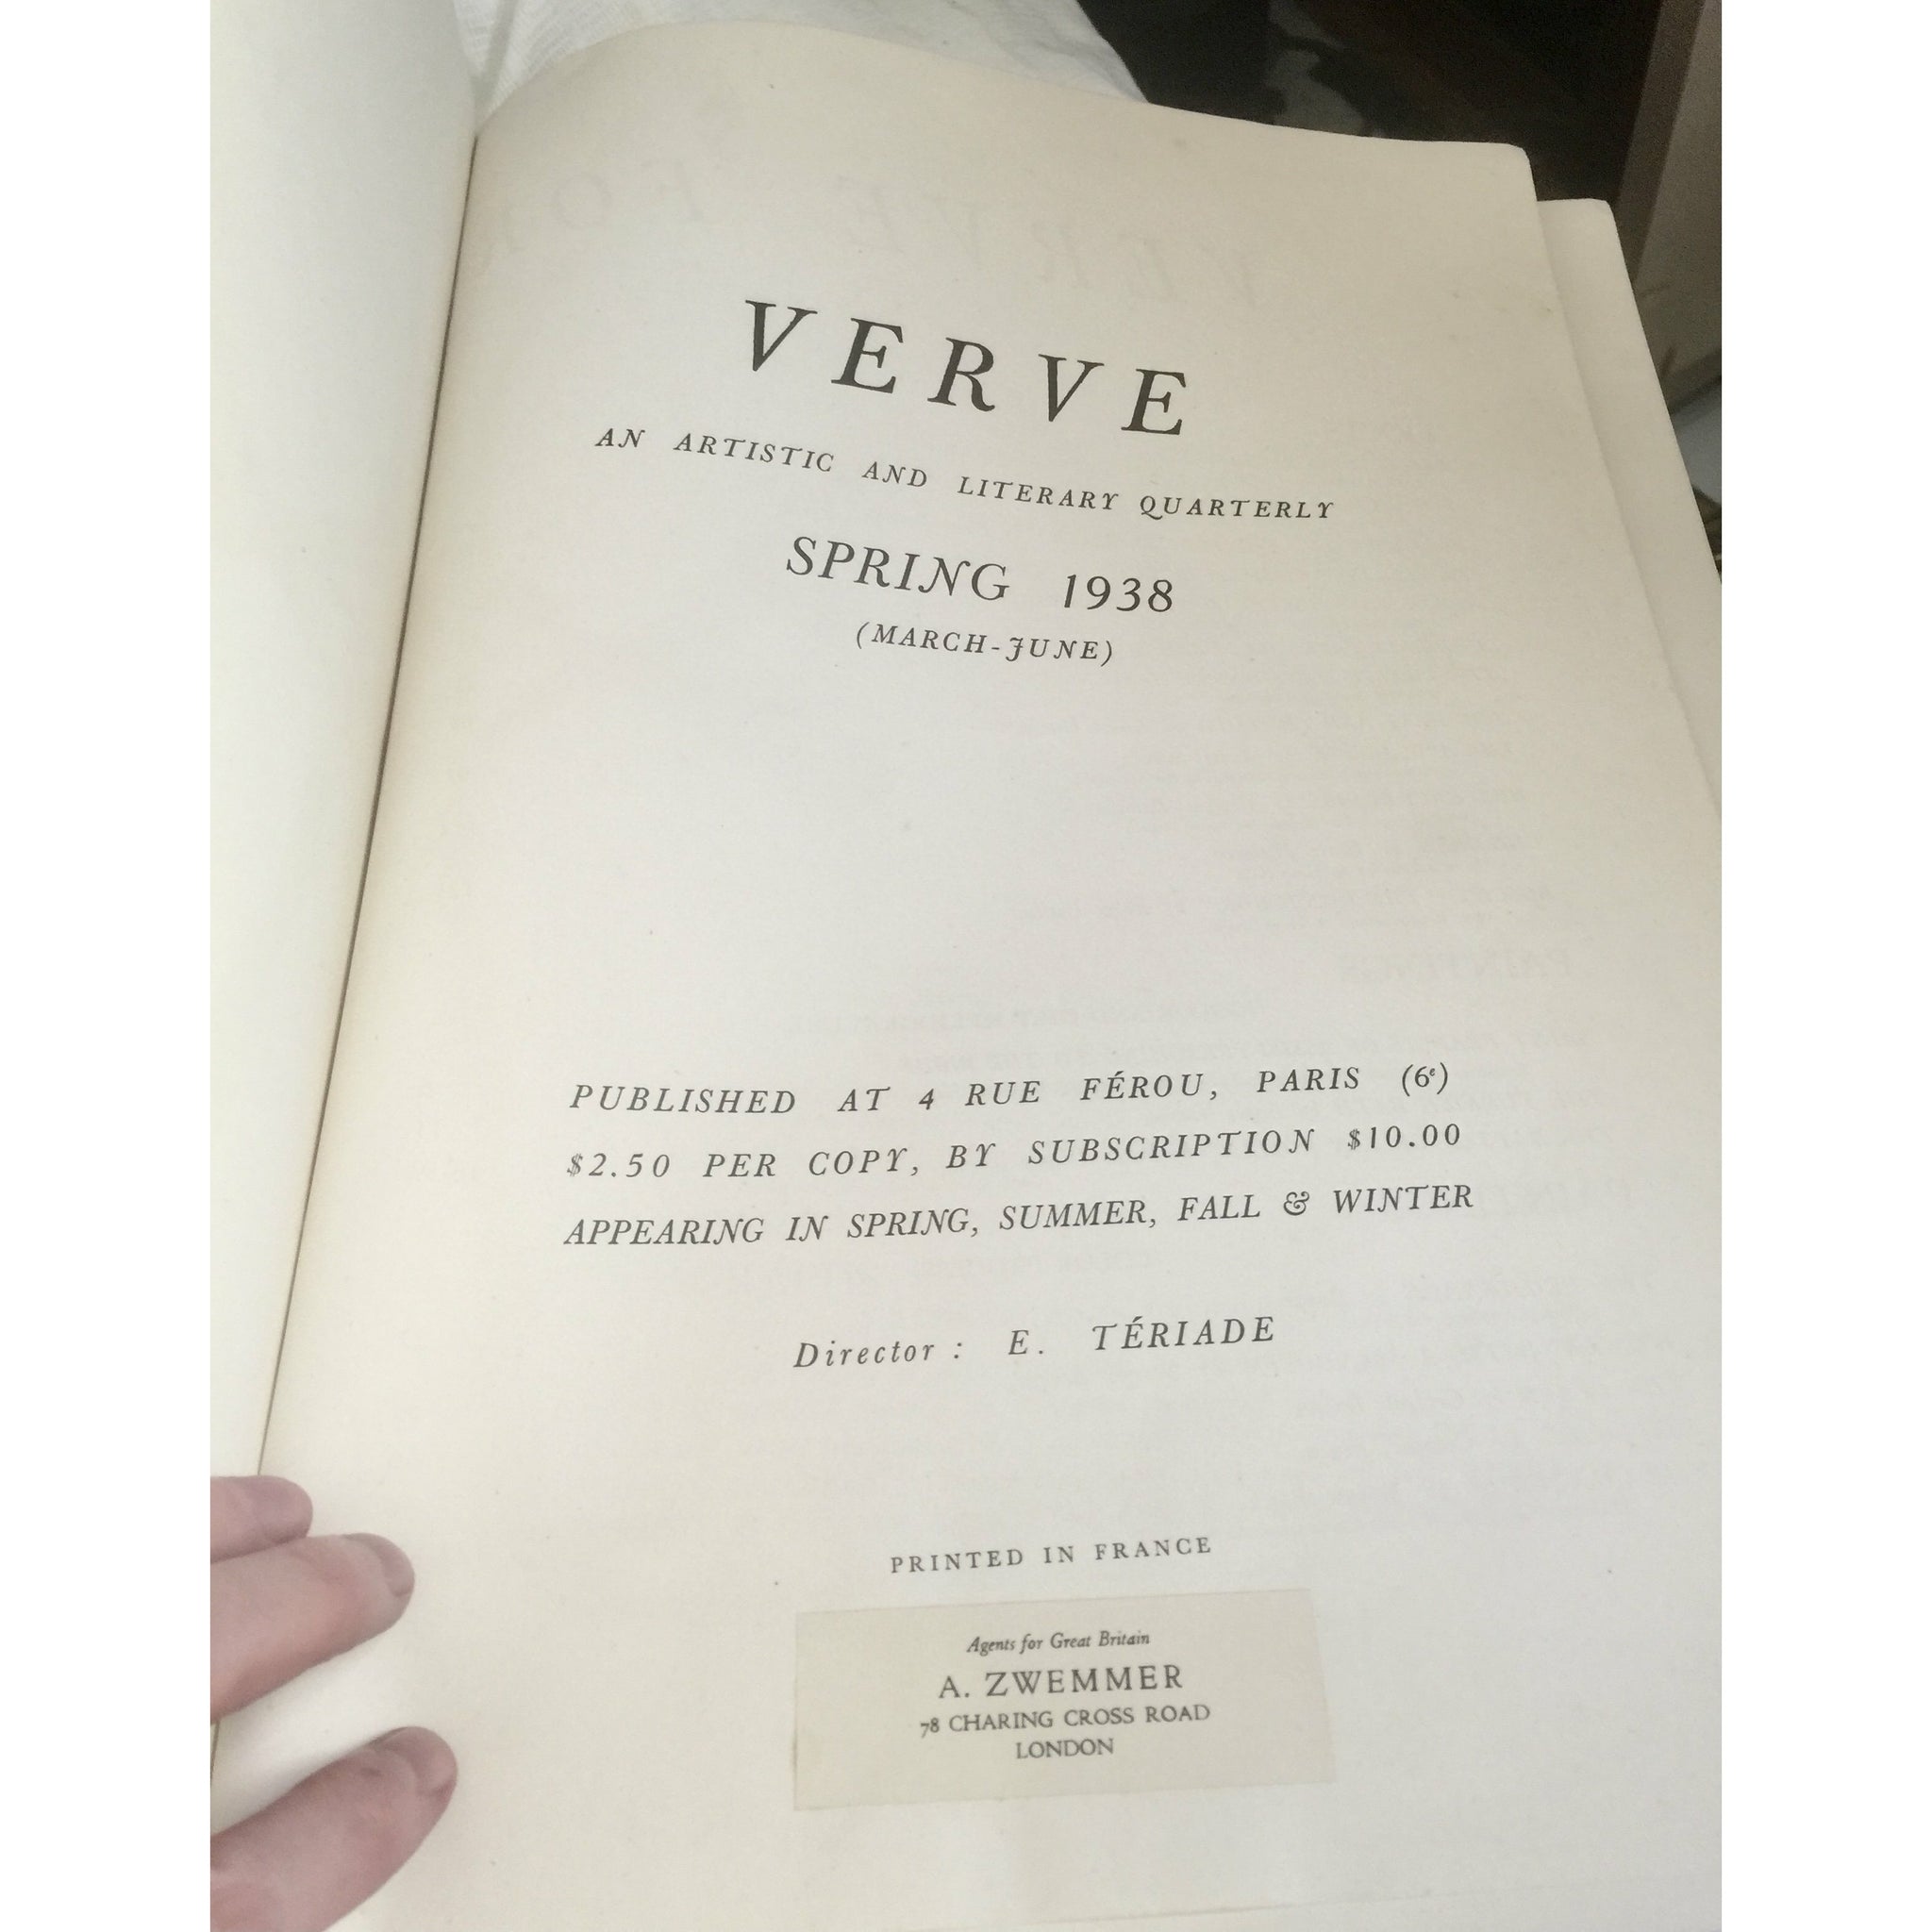 VERVE
AN ARTISTIC AND LITERARY QUARTERLY
SPRING 1938
(MARCH-JUNE)
PUBLISHED AT 4 RUE FÉROU, PARIS (6e)
$2.50 PER COPY, BY SUBSCRIPTION $10.00
APPEARING IN SPRING, SUMMER, FALL & WINTER
Director : E. TÉRIADE
PRINTED IN FRANCE
Agents for Great Britain
A. ZWEMMER
78 CHARING CROSS ROAD
LONDON